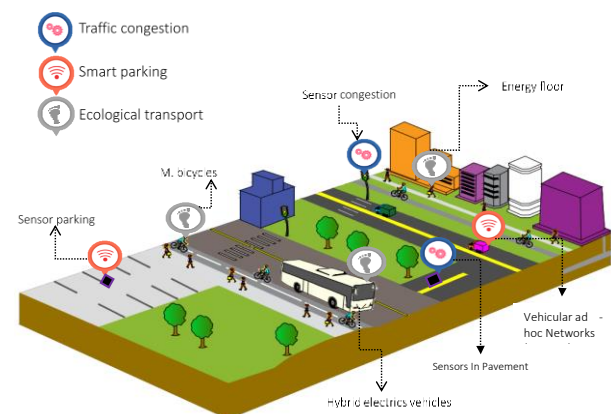 Traffic congestion
Smart parking
Ecological transport
Sensor congestion
Energy floor
M. bicycles
Sensor parking
Vehicular ad -
hoc Networks
Sensors In Pavement
Hybrid electrics vehicles